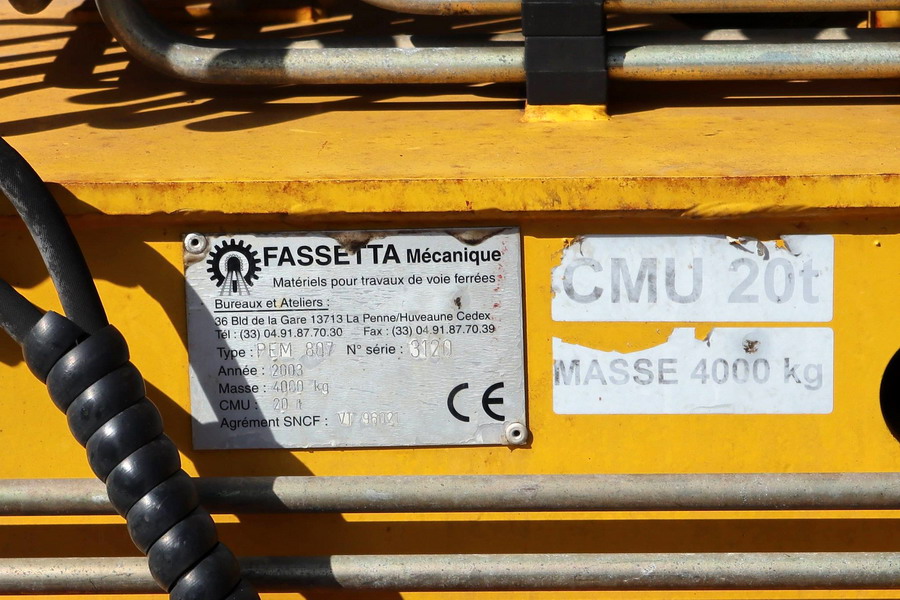 FASSETTA Mécanique
Matériels pour travaux de voie ferrées
Bureaux et Ateliers :
36 Bld de la Gare 13713 La Penne/Huveaune Cedex
Tél : (33) 04.91.87.70.30 Fax : (33) 04.91.87.70.39
Type : PEM 807 N° série : 3120
Année : 2003
Masse : 4000 kg
CMU : 20 t
Agrément SNCF :
CE
CMU 20t
MASSE 4000 kg